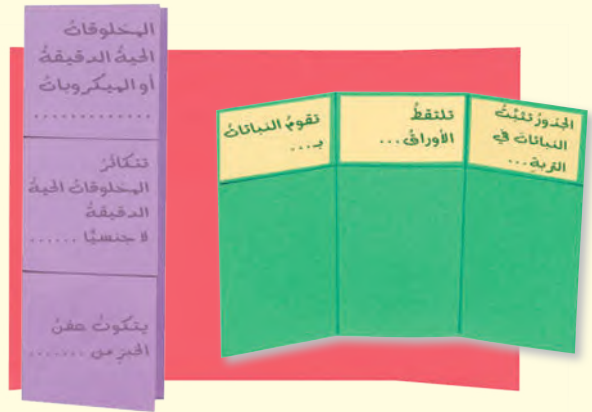 المخلوقاتُ
الحيةُ الدقيقةُ
أو الميكروباتُ
.............
تتكاثرُ
المخلوقاتُ الحيةُ
الدقيقةُ
لا جنسيًّا ......
يتكونُ عفنُ
الخبزِ من .......
الجذورُ تثبِّتُ
النباتاتِ في
التربةِ...
تلتقطُ
الأوراقُ...
تقومُ النباتاتُ
بـ...